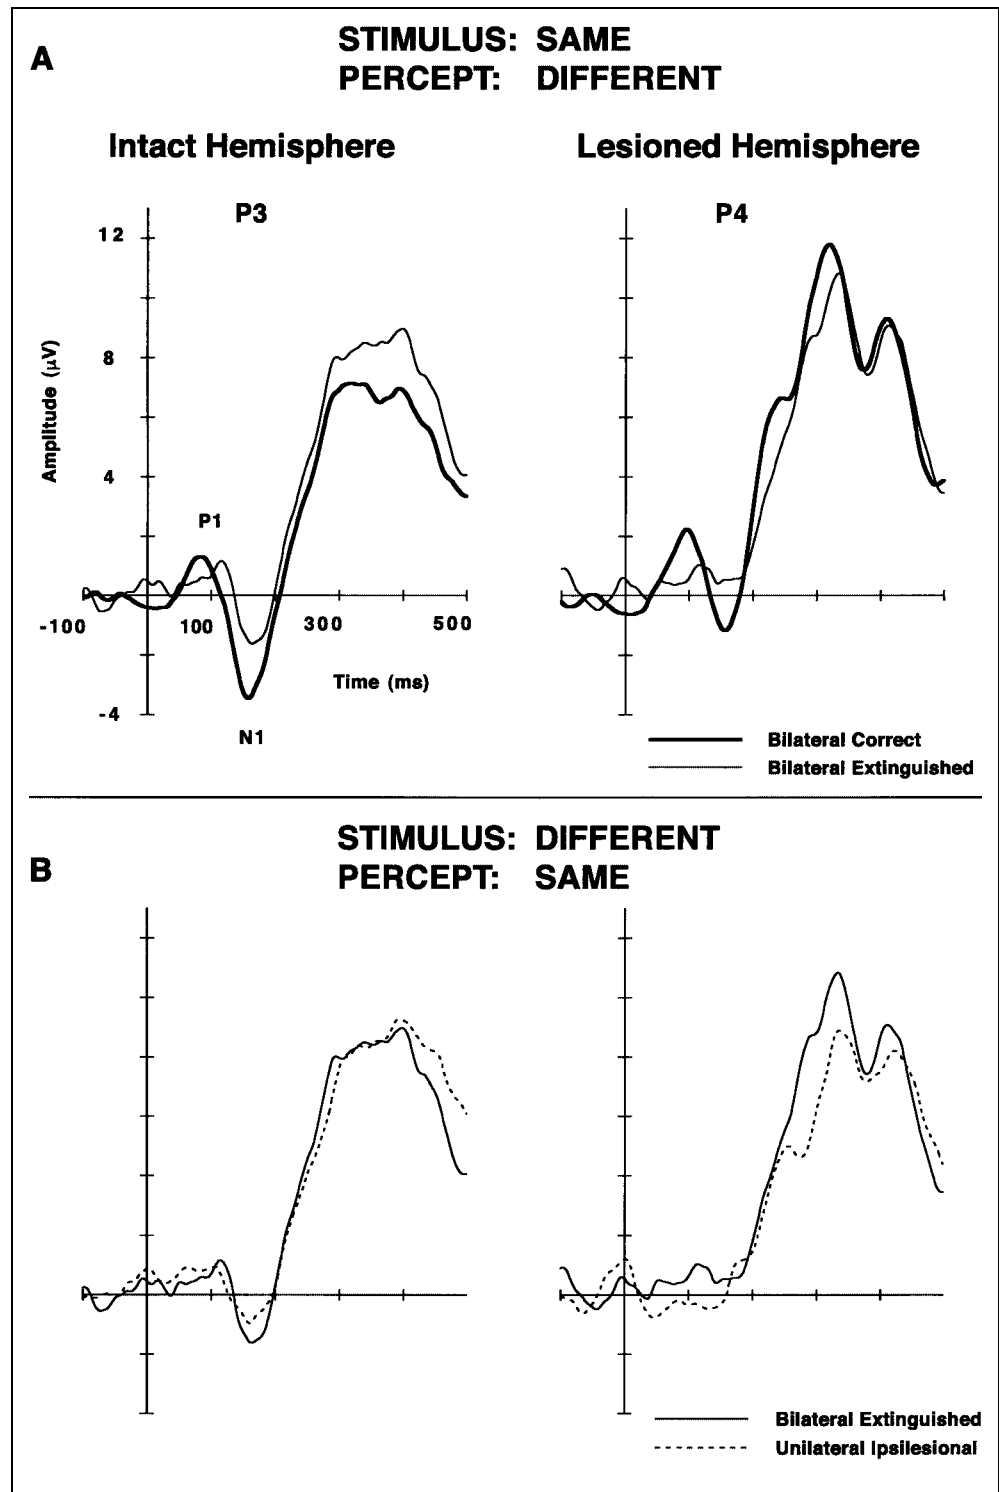 A
STIMULUS: SAME
PERCEPT: DIFFERENT
Intact Hemisphere
Lesioned Hemisphere
P3
P4
12
8
4
-4
Amplitude (μV)
P1
N1
-100
100
300
500
Time (ms)
Bilateral Correct
Bilateral Extinguished
B
STIMULUS: DIFFERENT
PERCEPT: SAME
Bilateral Extinguished
Unilateral Ipsilesional